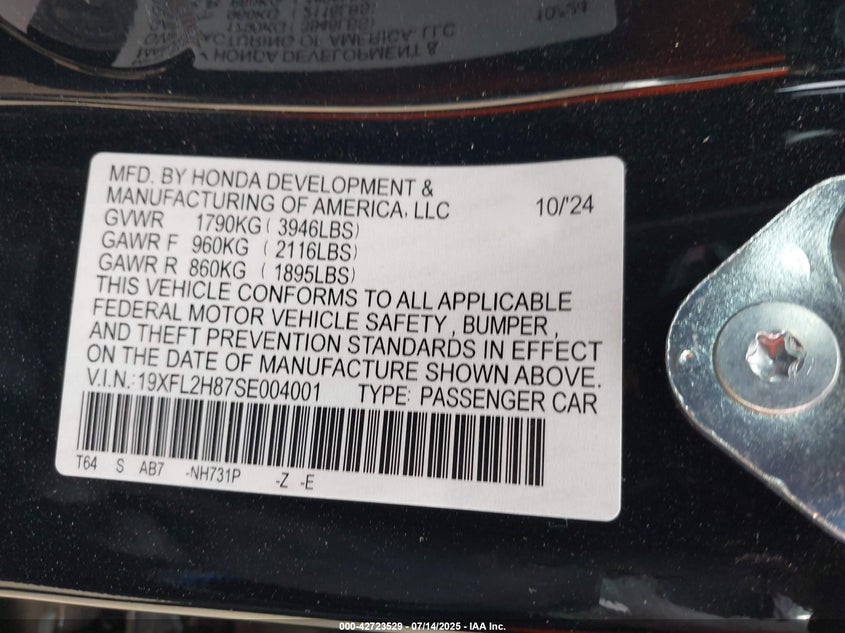 MFD. BY HONDA DEVELOPMENT &
MANUFACTURING OF AMERICA, LLC 10/'24
GVWR 1790KG ( 3946LBS)
GAWR F 960KG ( 2116LBS)
GAWR R 860KG ( 1895LBS)
THIS VEHICLE CONFORMS TO ALL APPLICABLE
FEDERAL MOTOR VEHICLE SAFETY , BUMPER ,
AND THEFT PREVENTION STANDARDS IN EFFECT
ON THE DATE OF MANUFACTURE SHOWN ABOVE.
V.I.N.:19XFL2H87SE004001 TYPE: PASSENGER CAR
T64 S AB7 -NH731P -Z -E
000-42723529 - 07/14/2025 - IAA Inc.